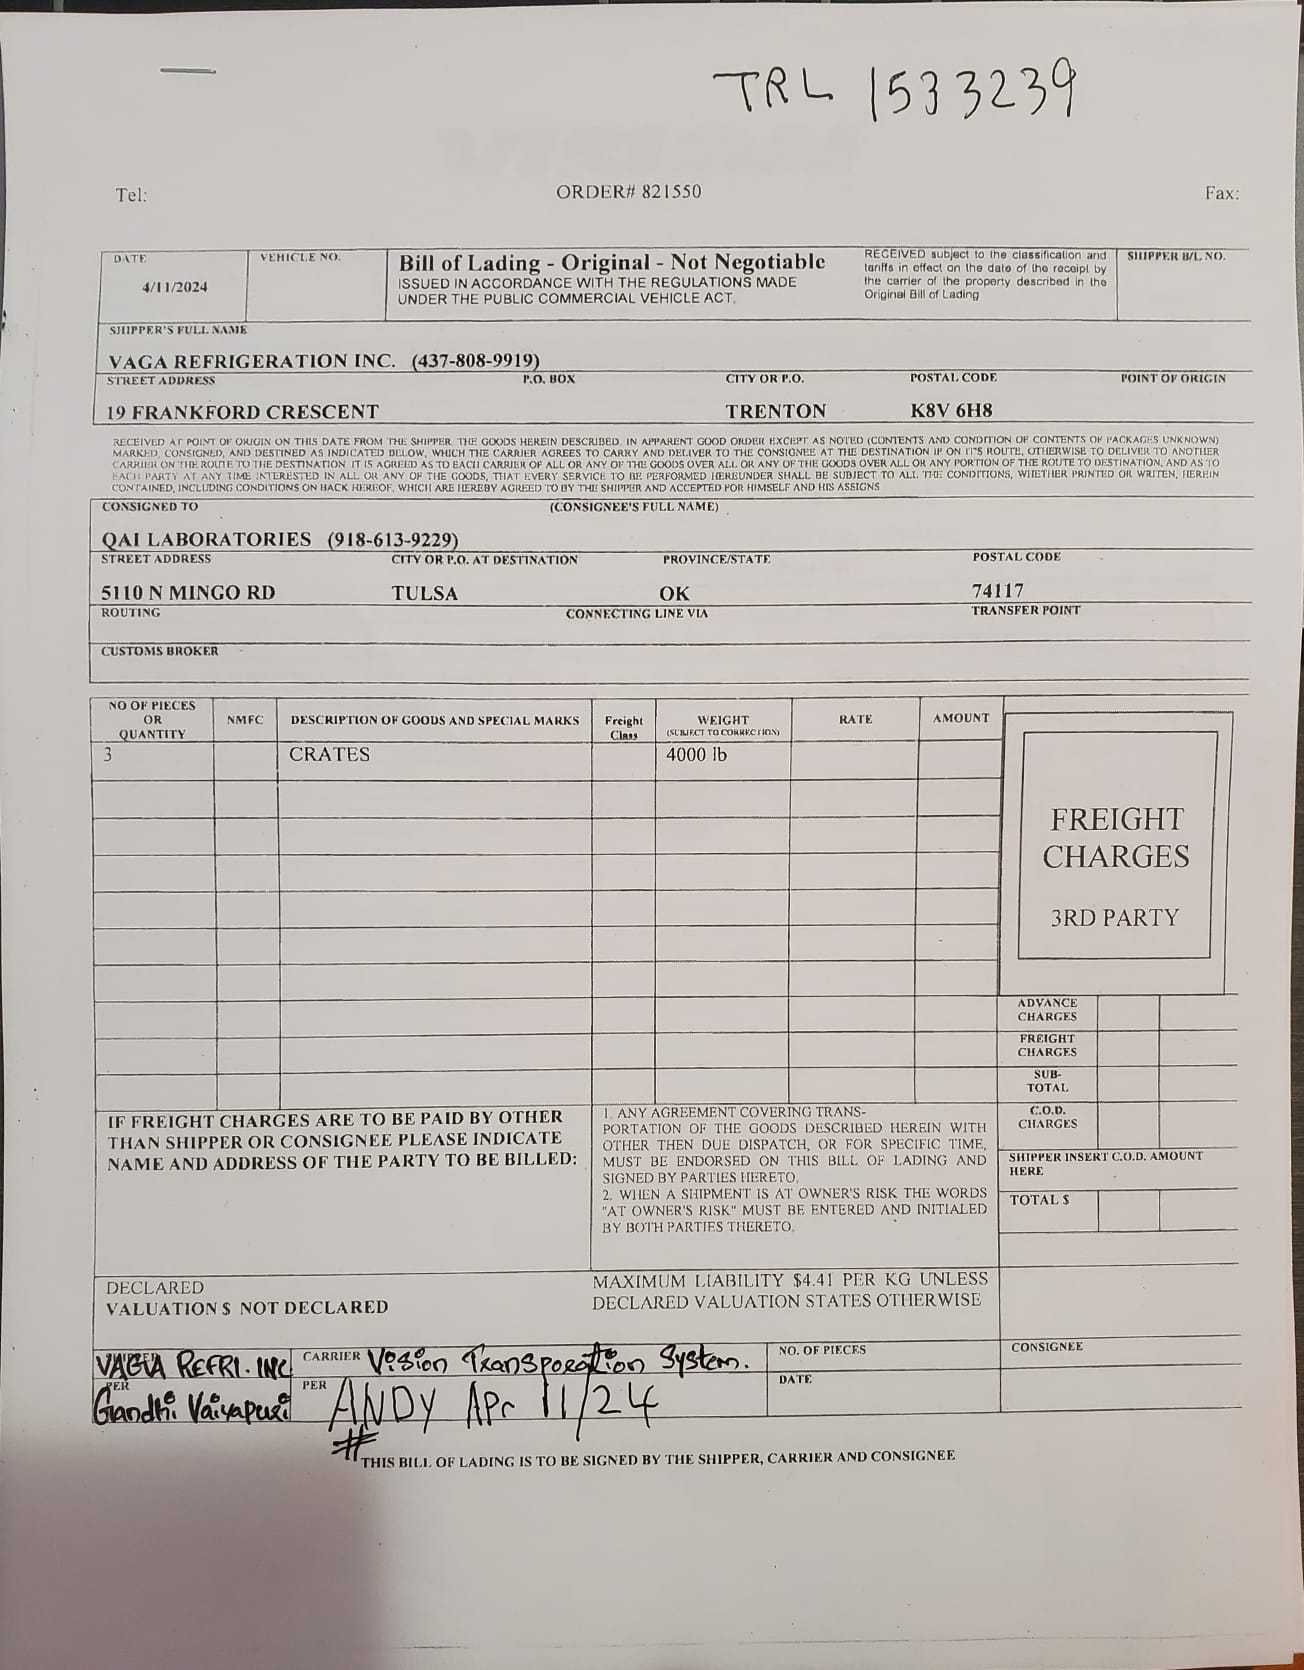 TRL 1533239
Tel: ORDER# 821550 Fax:
DATE
4/11/2024
VEHICLE NO.
Bill of Lading - Original - Not Negotiable
ISSUED IN ACCORDANCE WITH THE REGULATIONS MADE
UNDER THE PUBLIC COMMERCIAL VEHICLE ACT.
RECEIVED subject to the classification and
tariffs in effect on the date of the receipt by
the carrier of the property described in the
Original Bill of Lading
SHIPPER B/L NO.
SHIPPER'S FULL NAME
VAGA REFRIGERATION INC. (437-808-9919)
STREET ADDRESS P.O. BOX CITY OR P.O. POSTAL CODE POINT OF ORIGIN
19 FRANKFORD CRESCENT TRENTON K8V 6H8
RECEIVED AT POINT OF ORIGIN ON THIS DATE FROM THE SHIPPER, THE GOODS HEREIN DESCRIBED, IN APPARENT GOOD ORDER EXCEPT AS NOTED (CONTENTS AND CONDITION OF CONTENTS OF PACKAGES UNKNOWN)
MARKED, CONSIGNED, AND DESTINED AS INDICATED BELOW, WHICH THE CARRIER AGREES TO CARRY AND DELIVER TO THE CONSIGNEE AT THE DESTINATION IF ON IT'S ROUTE, OTHERWISE TO DELIVER TO ANOTHER
CARRIER ON THE ROUTE TO THE DESTINATION IT IS AGREED AS TO EACH CARRIER OF ALL OR ANY OF THE GOODS OVER ALL OR ANY OF THE GOODS OVER ALL OR ANY PORTION OF THE ROUTE TO DESTINATION, AND AS TO
EACH PARTY AT ANY TIME INTERESTED IN ALL OR ANY OF THE GOODS, THAT EVERY SERVICE TO BE PERFORMED HEREUNDER SHALL BE SUBJECT TO ALL THE CONDITIONS, WHETHER PRINTED OR WRITEN, HEREIN
CONTAINED, INCLUDING CONDITIONS ON BACK HEREOF, WHICH ARE HEREBY AGREED TO BY THE SHIPPER AND ACCEPTED FOR HIMSELF AND HIS ASSIGNS
CONSIGNED TO (CONSIGNEE'S FULL NAME)
QAI LABORATORIES (918-613-9229)
STREET ADDRESS CITY OR P.O. AT DESTINATION PROVINCE/STATE POSTAL CODE
5110 N MINGO RD TULSA OK 74117
ROUTING CONNECTING LINE VIA TRANSFER POINT
CUSTOMS BROKER
NO OF PIECES
OR
QUANTITY
NMFC
DESCRIPTION OF GOODS AND SPECIAL MARKS
Freight
Class
WEIGHT
(SUBJECT TO CORRECTION)
RATE
AMOUNT
3 CRATES 4000 lb
FREIGHT
CHARGES
3RD PARTY
ADVANCE
CHARGES
FREIGHT
CHARGES
SUB-
TOTAL
C.O.D.
CHARGES
SHIPPER INSERT C.O.D. AMOUNT
HERE
TOTAL $
IF FREIGHT CHARGES ARE TO BE PAID BY OTHER
THAN SHIPPER OR CONSIGNEE PLEASE INDICATE
NAME AND ADDRESS OF THE PARTY TO BE BILLED:
1. ANY AGREEMENT COVERING TRANS-
PORTATION OF THE GOODS DESCRIBED HEREIN WITH
OTHER THEN DUE DISPATCH, OR FOR SPECIFIC TIME,
MUST BE ENDORSED ON THIS BILL OF LADING AND
SIGNED BY PARTIES HERETO.
2. WHEN A SHIPMENT IS AT OWNER'S RISK THE WORDS
"AT OWNER'S RISK" MUST BE ENTERED AND INITIALED
BY BOTH PARTIES THERETO.
DECLARED
VALUATION $ NOT DECLARED
MAXIMUM LIABILITY $4.41 PER KG UNLESS
DECLARED VALUATION STATES OTHERWISE
VAGA REFRI. INC
CARRIER Vision Transporation System.
NO. OF PIECES
CONSIGNEE
PER
Gandhi Vaiyapuri
PER ANDY Apr 11/24
DATE
#
THIS BILL OF LADING IS TO BE SIGNED BY THE SHIPPER, CARRIER AND CONSIGNEE